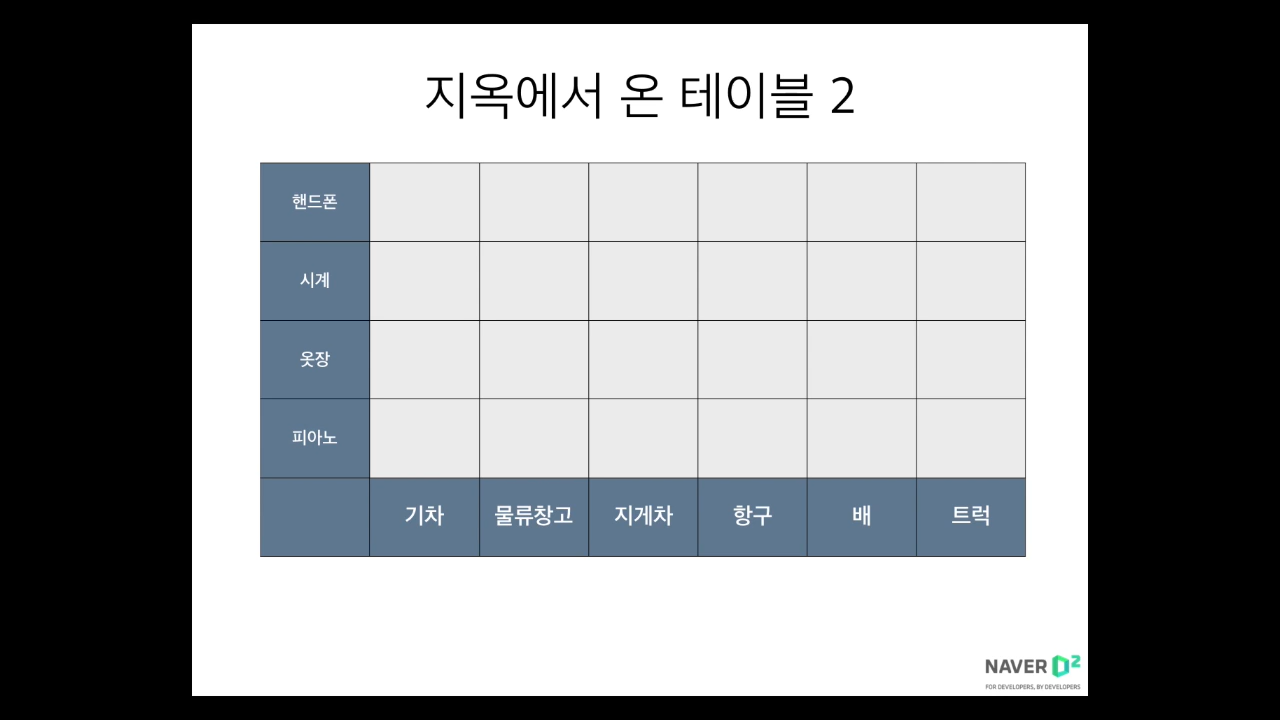 지옥에서 온 테이블 2
핸드폰
시계
옷장
피아노
기차 물류창고 지게차 항구 배 트럭
NAVER D2
FOR DEVELOPERS, BY DEVELOPERS